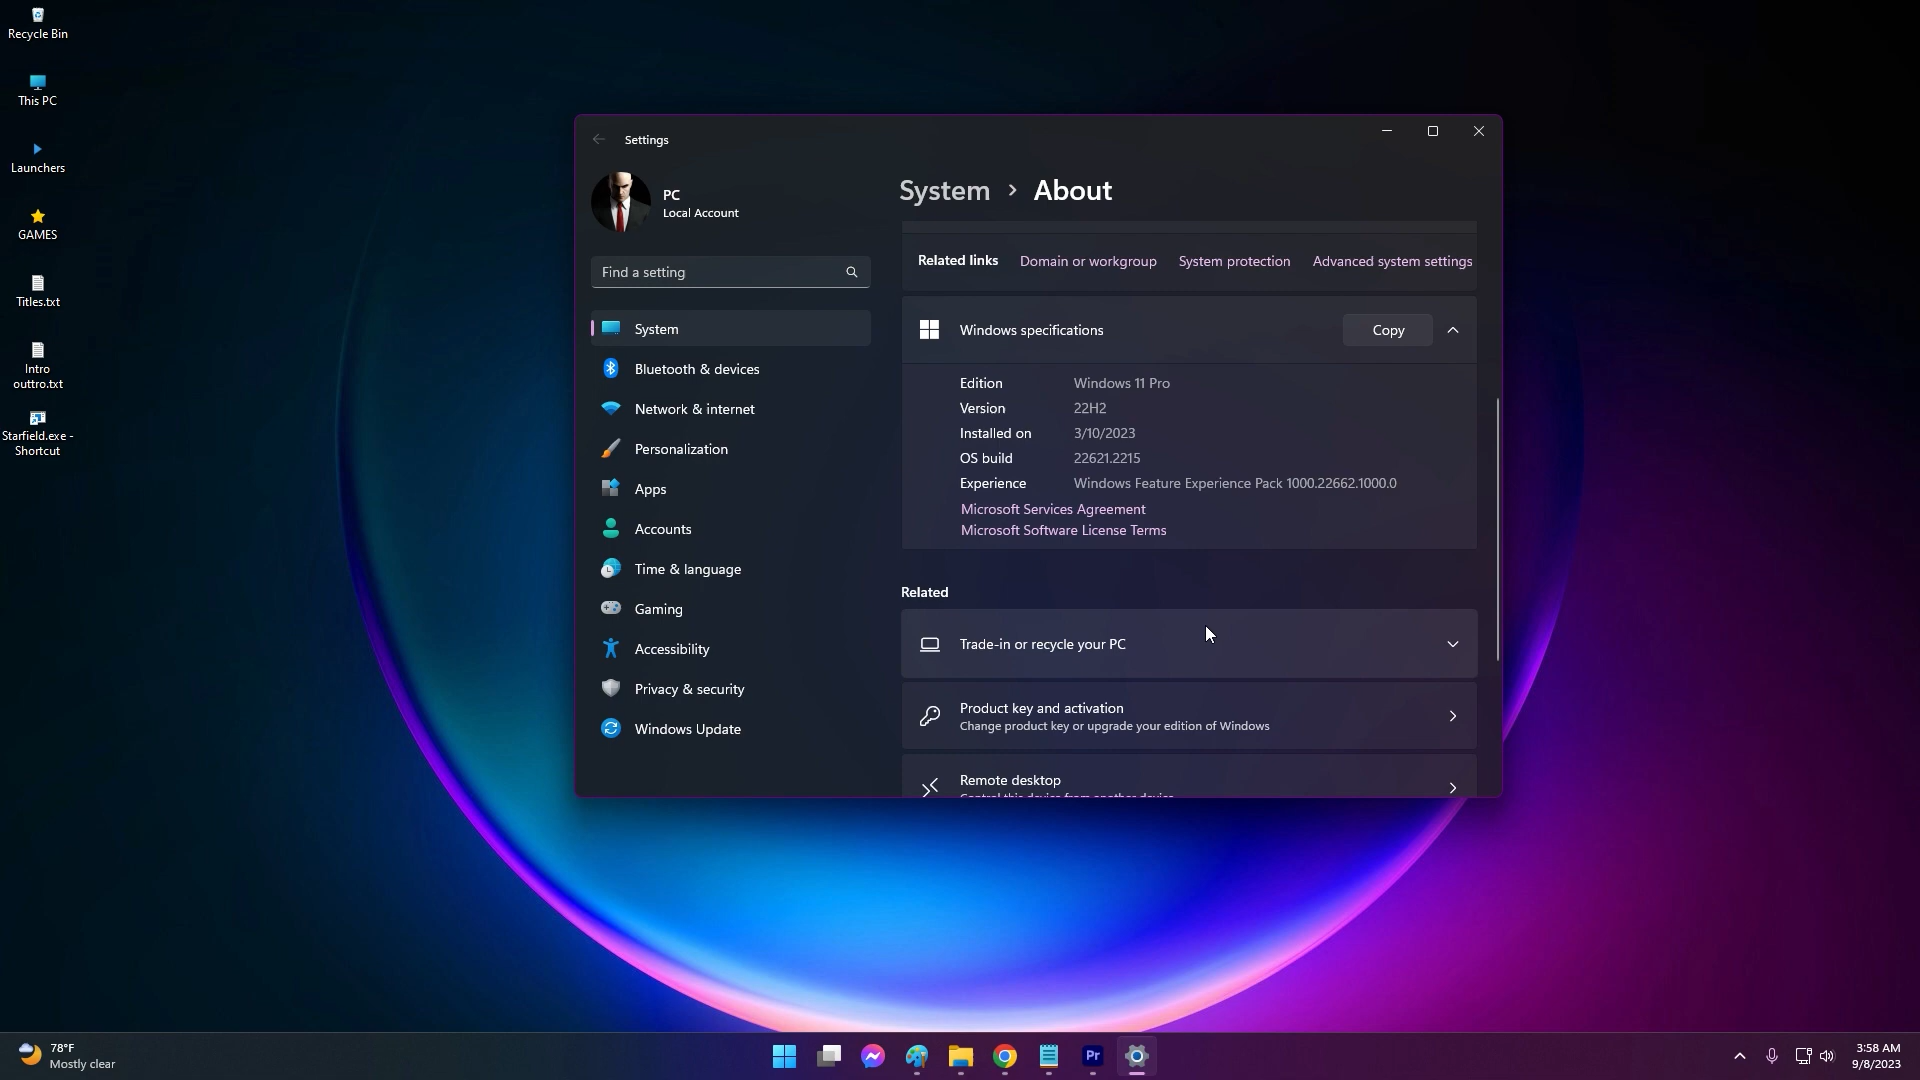 Recycle Bin
This PC
Launchers
GAMES
Titles.txt
Intro
outtro.txt
Starfield.exe -
Shortcut
Settings
PC
Local Account
Find a setting
System
Bluetooth & devices
Network & internet
Personalization
Apps
Accounts
Time & language
Gaming
Accessibility
Privacy & security
Windows Update
System > About
Related links Domain or workgroup System protection Advanced system settings
Windows specifications Copy
Edition Windows 11 Pro
Version 22H2
Installed on 3/10/2023
OS build 22621.2215
Experience Windows Feature Experience Pack 1000.22662.1000.0
Microsoft Services Agreement
Microsoft Software License Terms
Related
Trade-in or recycle your PC
Product key and activation
Change product key or upgrade your edition of Windows
Remote desktop
Control this device from another device
78°F
Mostly clear
Pr
3:58 AM
9/8/2023